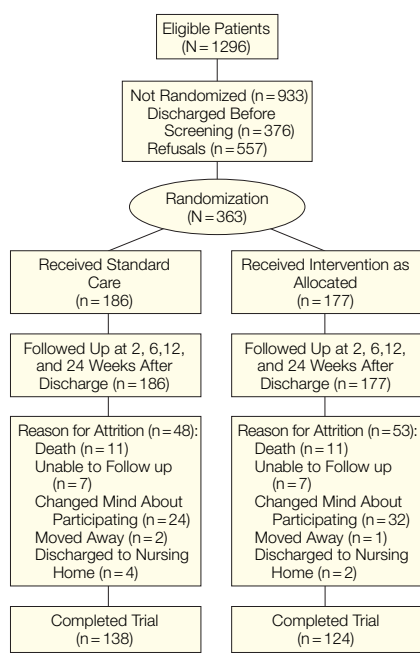 Eligible Patients
(N = 1296)
Not Randomized (n = 933)
Discharged Before
Screening (n = 376)
Refusals (n = 557)
Randomization
(N = 363)
Received Standard
Care
(n = 186)
Received Intervention as
Allocated
(n = 177)
Followed Up at 2, 6,12,
and 24 Weeks After
Discharge (n = 186)
Followed Up at 2, 6,12,
and 24 Weeks After
Discharge (n = 177)
Reason for Attrition (n = 48):
Death (n = 11)
Unable to Follow up
(n = 7)
Changed Mind About
Participating (n = 24)
Moved Away (n = 2)
Discharged to Nursing
Home (n = 4)
Reason for Attrition (n = 53):
Death (n = 11)
Unable to Follow up
(n = 7)
Changed Mind About
Participating (n = 32)
Moved Away (n = 1)
Discharged to Nursing
Home (n = 2)
Completed Trial
(n = 138)
Completed Trial
(n = 124)